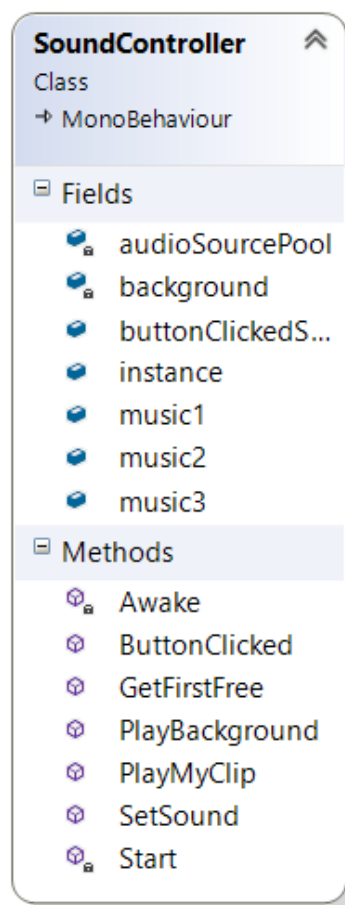 SoundController
Class
MonoBehaviour
Fields
audioSourcePool
background
buttonClickedS...
instance
music1
music2
music3
Methods
Awake
ButtonClicked
GetFirstFree
PlayBackground
PlayMyClip
SetSound
Start